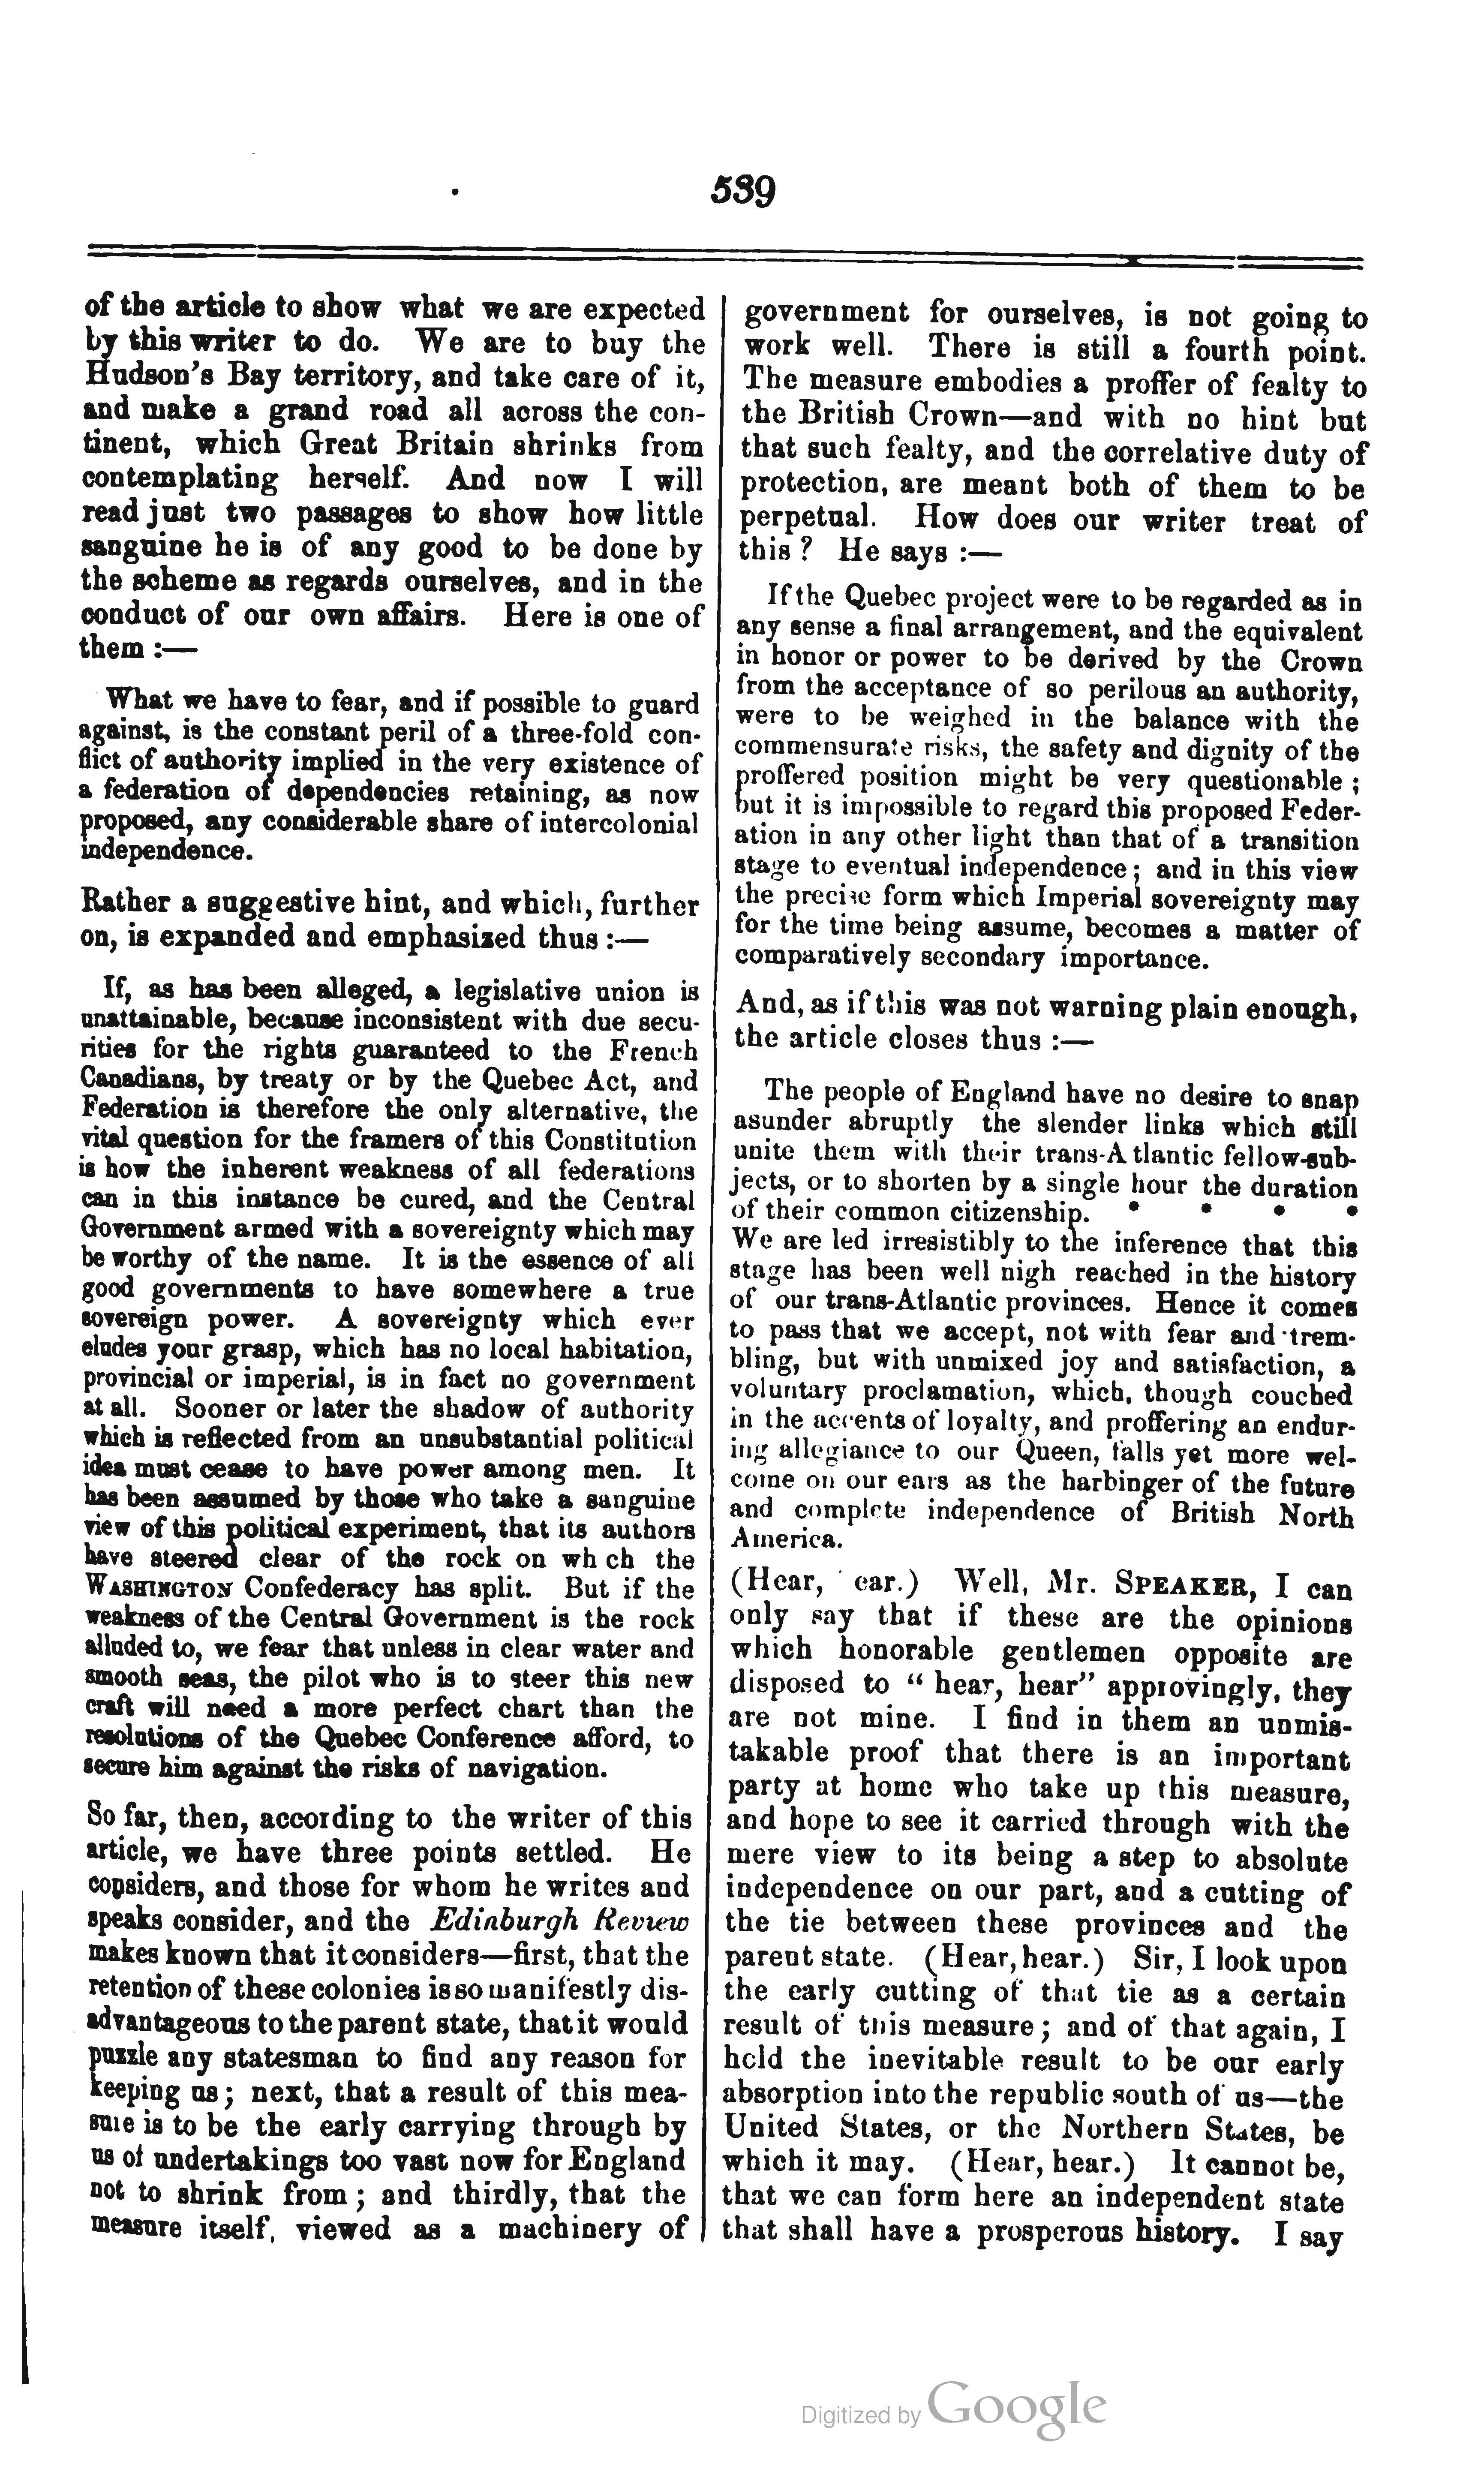 539
of the article to show what we are expected
by this writer to do. We are to buy the
Hudson's Bay territory, and take care of it,
and make a grand road all across the con-
tinent, which Great Britain shrinks from
contemplating herself. And now I will
read just two passages to show how little
sanguine he is of any good to be done by
the scheme as regards ourselves, and in the
conduct of our own affairs. Here is one of
them :—
What we have to fear, and if possible to guard
against, is the constant peril of a three-fold con-
flict of authority implied in the very existence of
a federation of dependencies retaining, as now
proposed, any considerable share of intercolonial
independence.
Rather a suggestive hint, and which, further
on, is expanded and emphasized thus :—
If, as has been alleged, a legislative union is
unattainable, because inconsistent with due secu-
rities for the rights guaranteed to the French
Canadians, by treaty or by the Quebec Act, and
Federation is therefore the only alternative, the
vital question for the framers of this Constitution
is how the inherent weakness of all federations
can in this instance be cured, and the Central
Government armed with a sovereignty which may
be worthy of the name. It is the essence of all
good governments to have somewhere a true
sovereign power. A sovereignty which ever
eludes your grasp, which has no local habitation,
provincial or imperial, is in fact no government
at all. Sooner or later the shadow of authority
which is reflected from an unsubstantial political
idea must cease to have power among men. It
has been assumed by those who take a sanguine
view of this political experiment, that its authors
have steered clear of the rock on wh ch the
WASHINGTON Confederacy has split. But if the
weakness of the Central Government is the rock
alluded to, we fear that unless in clear water and
smooth seas, the pilot who is to steer this new
craft will need a more perfect chart than the
resolutions of the Quebec Conference afford, to
secure him against the risks of navigation.
So far, then, according to the writer of this
article, we have three points settled. He
considers, and those for whom he writes and
speaks consider, and the Edinburgh Review
makes known that it considers—first, that the
retention of these colonies is so manifestly dis-
advantageous to the parent state, that it would
puzzle any statesman to find any reason for
keeping us; next, that a result of this mea-
sure is to be the early carrying through by
us of undertakings too vast now for England
not to shrink from; and thirdly, that the
measure itself, viewed as a machinery of
government for ourselves, is not going to
work well. There is still a fourth point.
The measure embodies a proffer of fealty to
the British Crown—and with no hint but
that such fealty, and the correlative duty of
protection, are meant both of them to be
perpetual. How does our writer treat of
this? He says :—
If the Quebec project were to be regarded as in
any sense a final arrangement, and the equivalent
in honor or power to be derived by the Crown
from the acceptance of so perilous an authority,
were to be weighed in the balance with the
commensurate risks, the safety and dignity of the
proffered position might be very questionable;
but it is impossible to regard this proposed Feder-
ation in any other light than that of a transition
stage to eventual independence; and in this view
the precise form which Imperial sovereignty may
for the time being assume, becomes a matter of
comparatively secondary importance.
And, as if this was not warning plain enough,
the article closes thus :—
The people of England have no desire to snap
asunder abruptly the slender links which still
unite them with their trans-Atlantic fellow-sub-
jects, or to shorten by a single hour the duration
of their common citizenship. * * * *
We are led irresistibly to the inference that this
stage has been well nigh reached in the history
of our trans-Atlantic provinces. Hence it comes
to pass that we accept, not with fear and trem-
bling, but with unmixed joy and satisfaction, a
voluntary proclamation, which, though couched
in the accents of loyalty, and proffering an endur-
ing allegiance to our Queen, falls yet more wel-
come on our ears as the harbinger of the future
and complete independence of British North
America.
(Hear, ear.) Well, Mr. SPEAKER, I can
only say that if these are the opinions
which honorable gentlemen opposite are
disposed to "hear, hear" approvingly, they
are not mine. I find in them an unmis-
takable proof that there is an important
party at home who take up this measure,
and hope to see it carried through with the
mere view to its being a step to absolute
independence on our part, and a cutting of
the tie between these provinces and the
parent state. (Hear, hear.) Sir, I look upon
the early cutting of that tie as a certain
result of this measure; and of that again, I
hold the inevitable result to be our early
absorption into the republic south of us—the
United States, or the Northern States, be
which it may. (Hear, hear.) It cannot be,
that we can form here an independent state
that shall have a prosperous history. I say
Digitized by Google